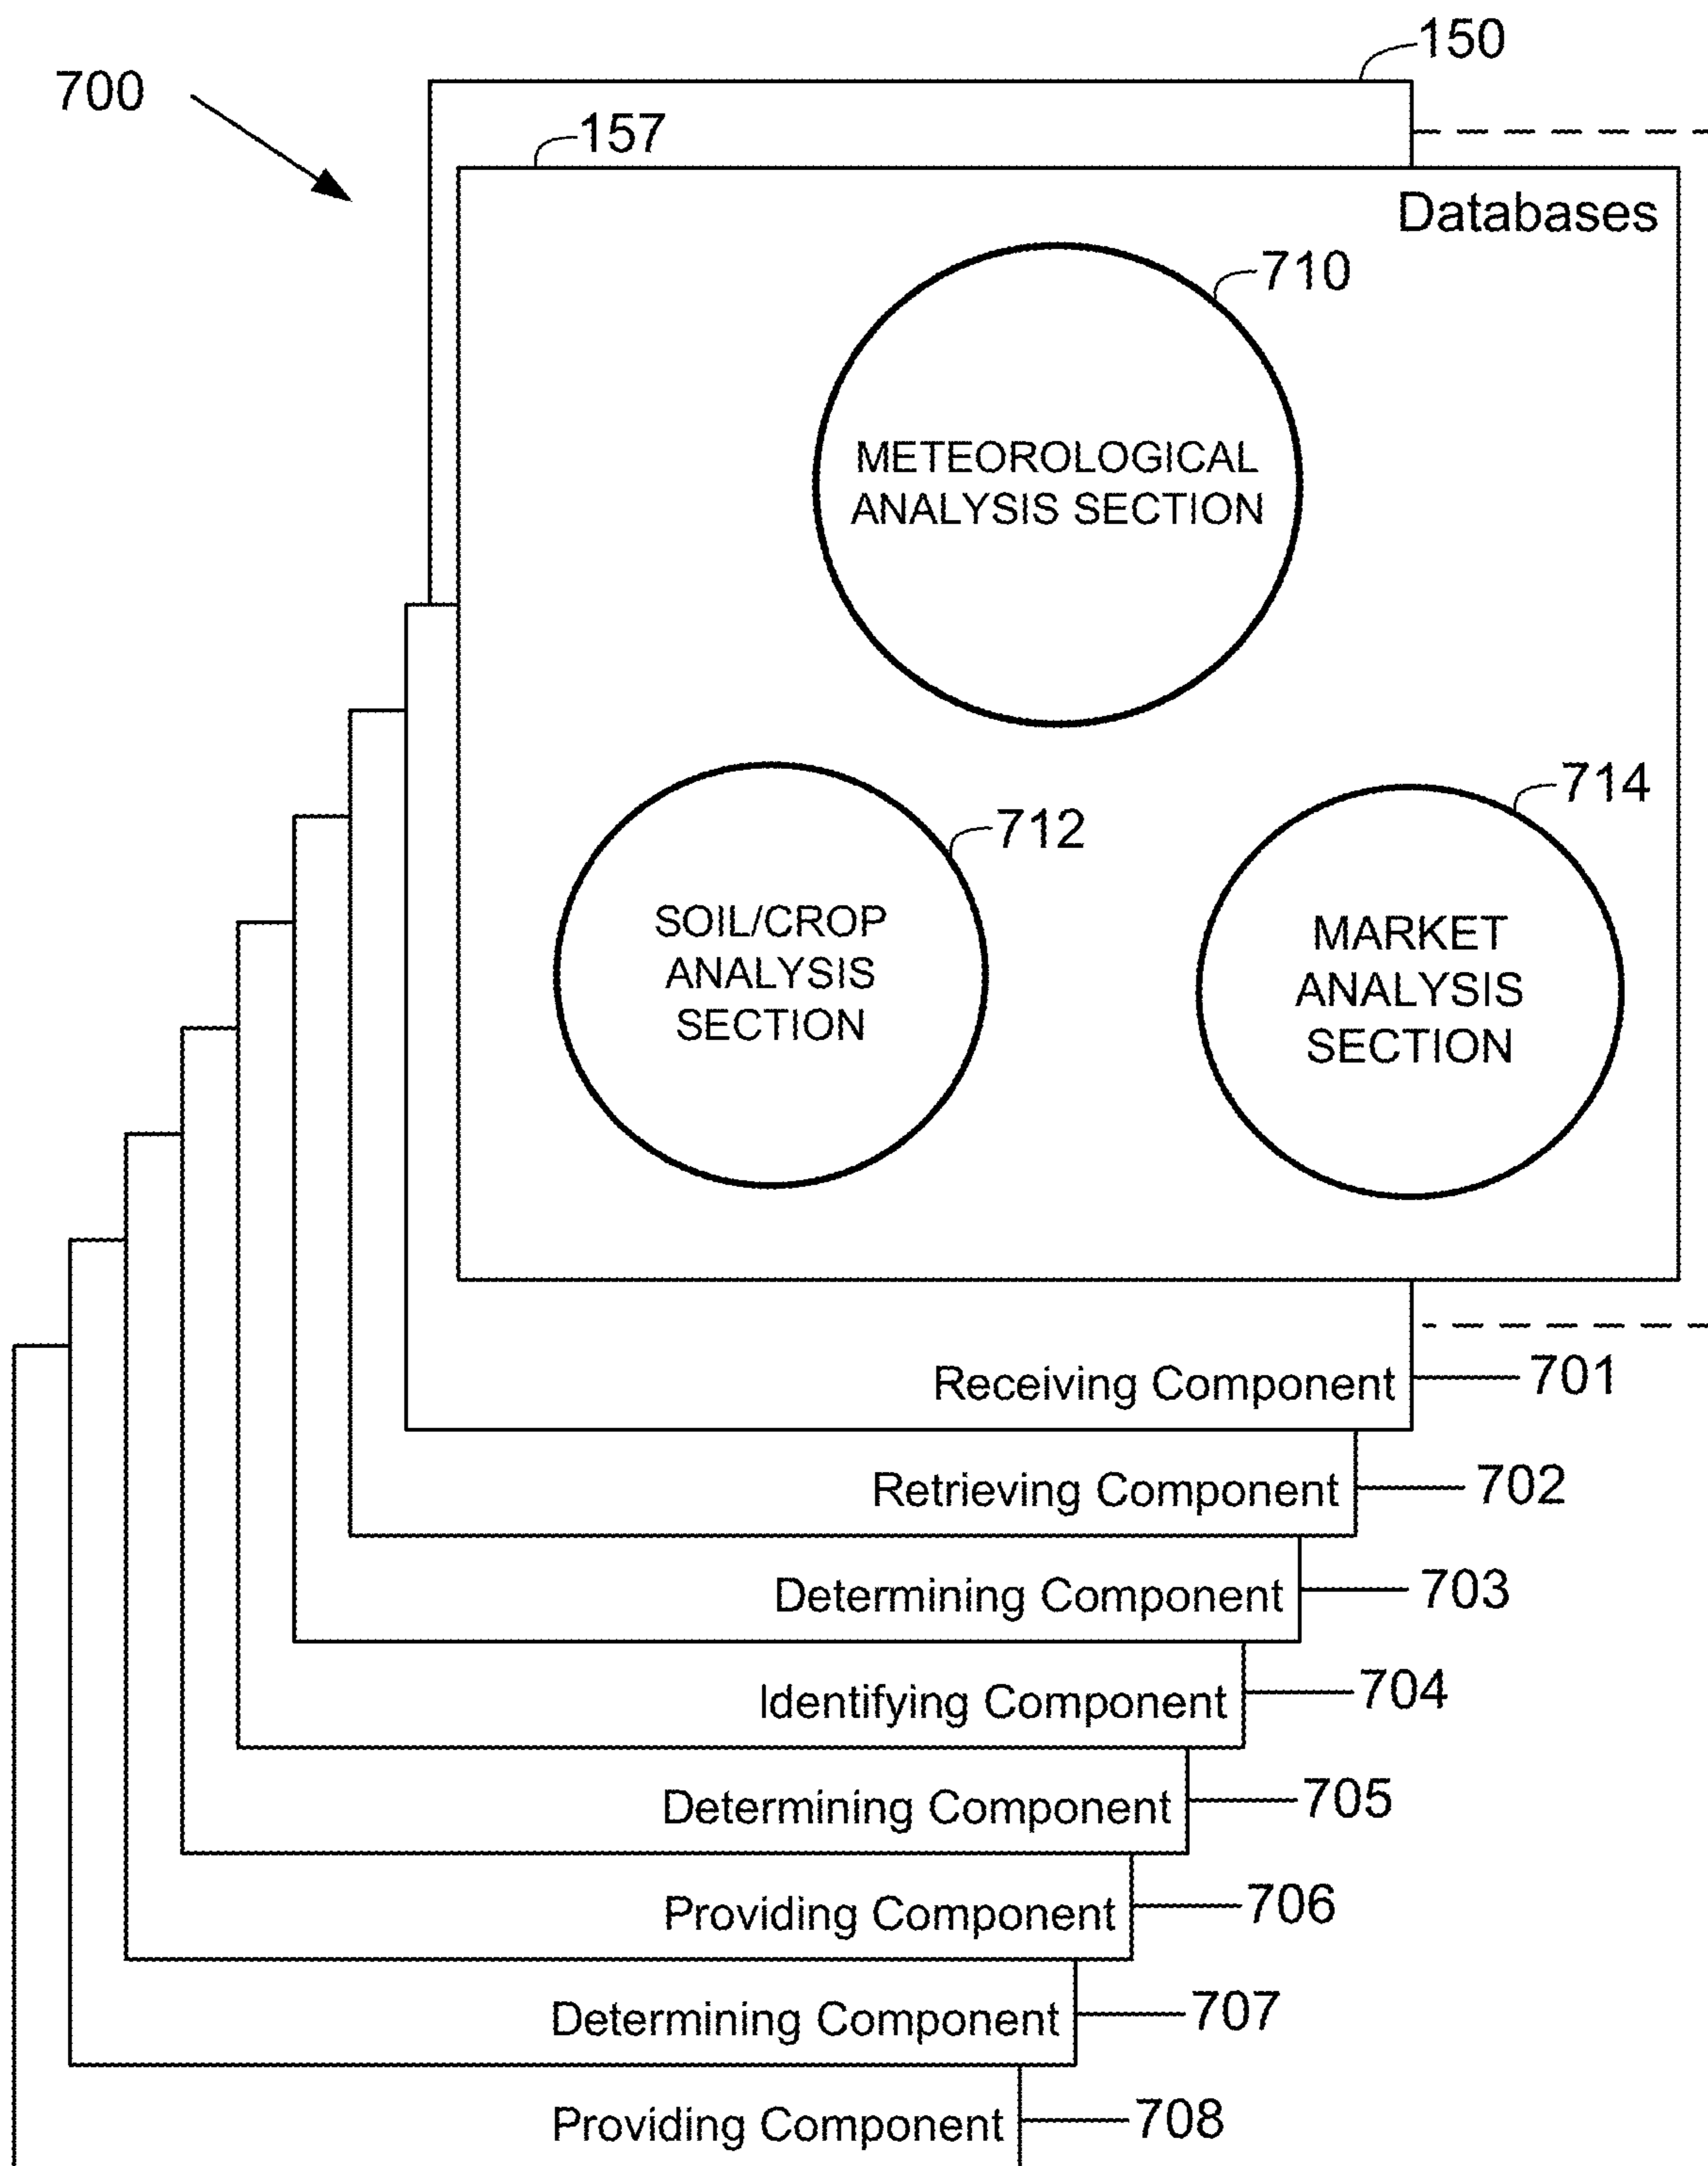 150
700
157
Databases
710
METEOROLOGICAL
ANALYSIS SECTION
714
712
SOIL/CROP
ANALYSIS
SECTION
MARKET
ANALYSIS
SECTION
Receiving Component
701
Retrieving Component
702
Determining Component
703
Identifying Component
704
Determining Component
705
Providing Component
706
Determining Component
707
Providing Component
708